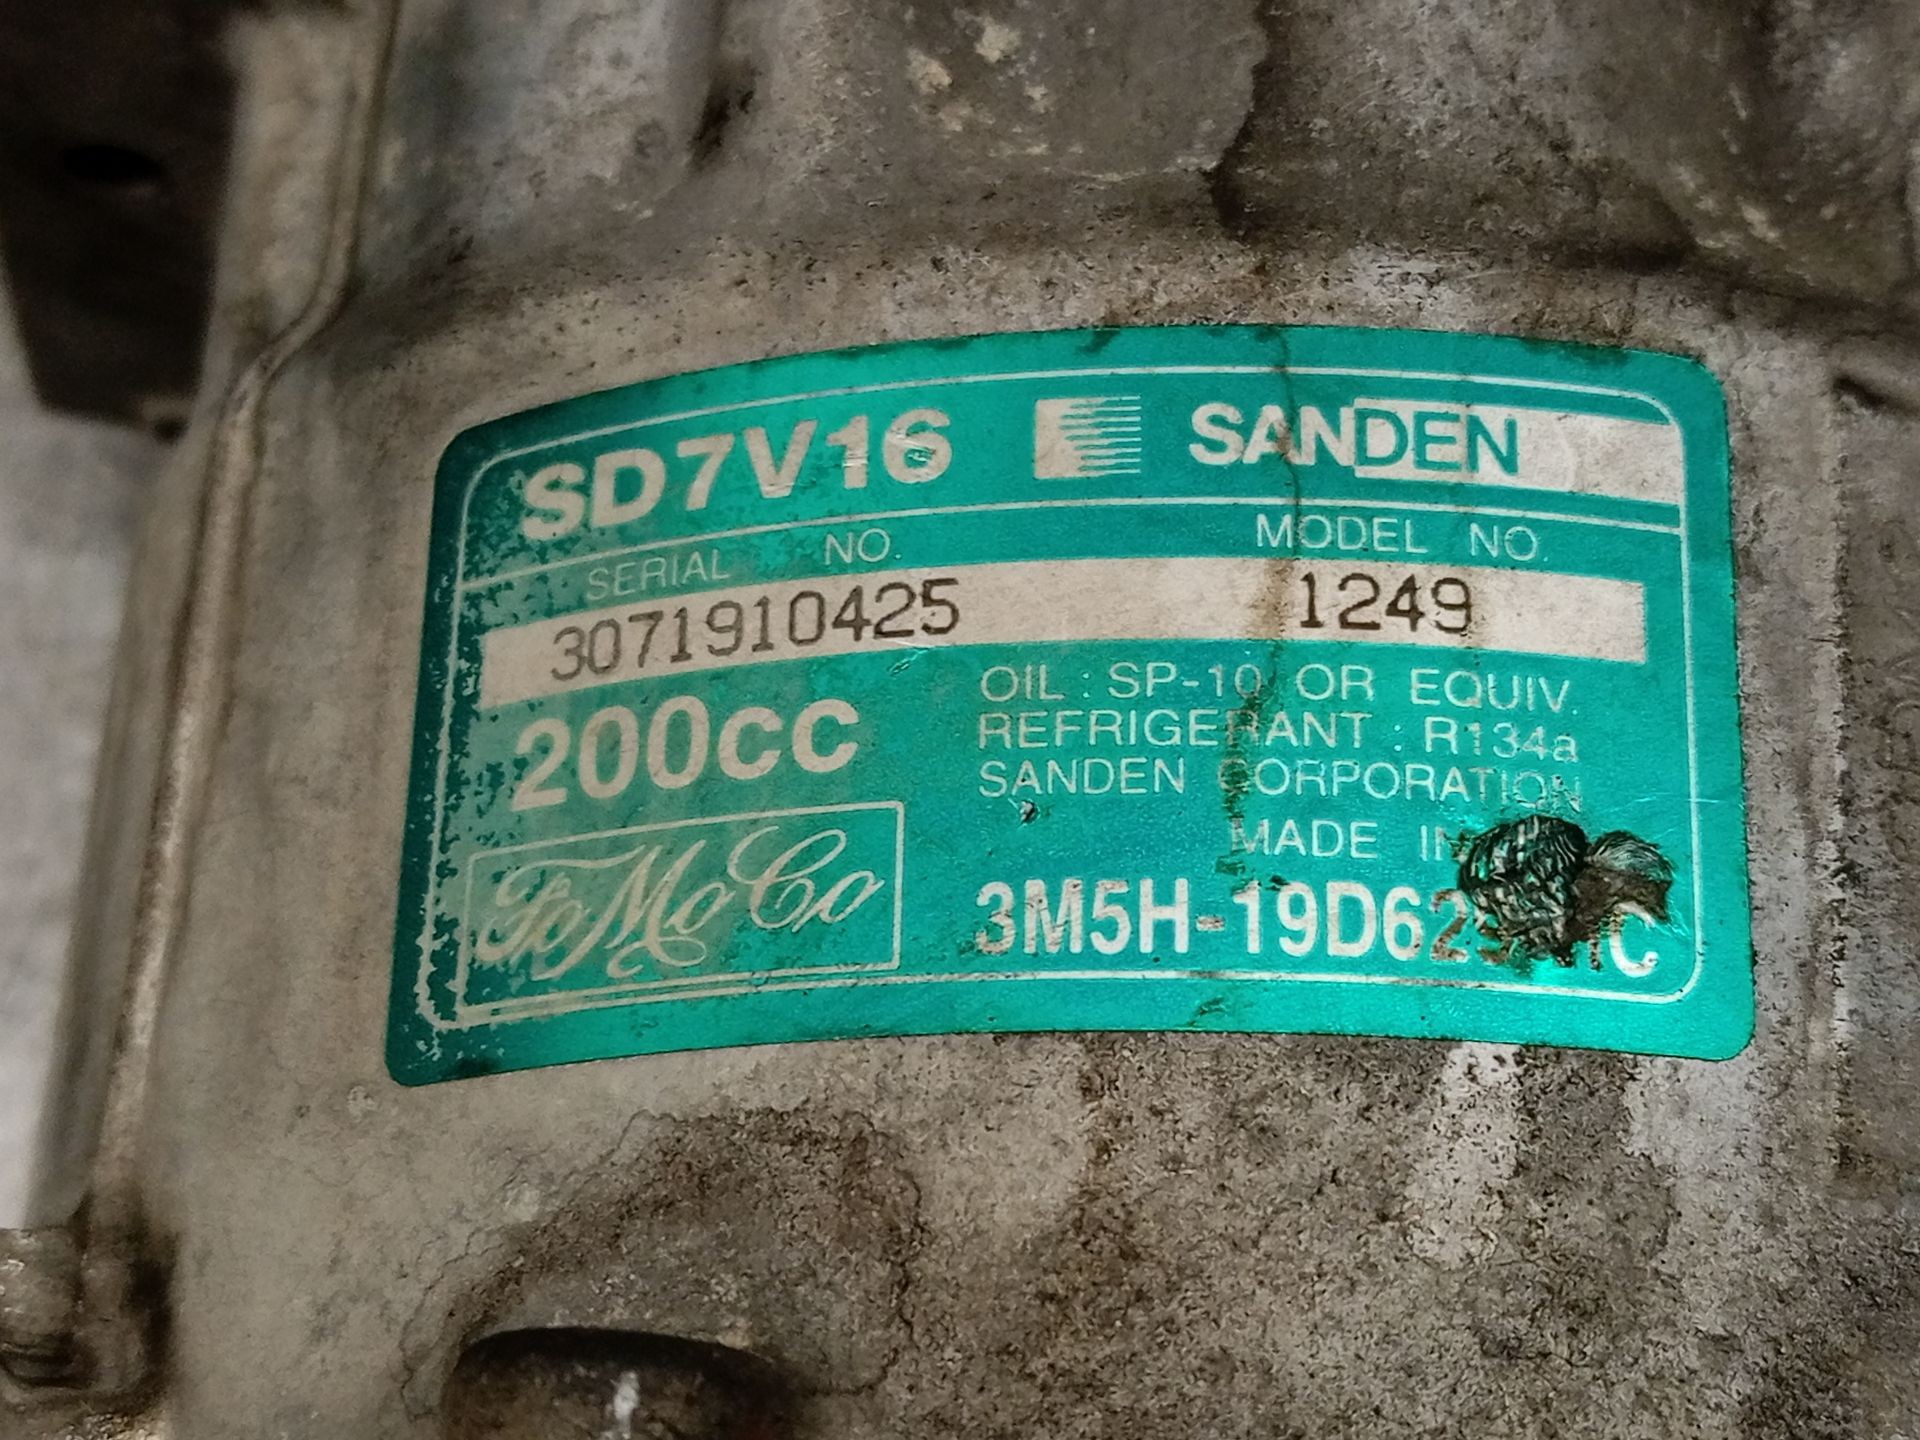 SD7V16 SANDEN
SERIAL NO. MODEL NO.
3071910425 1249
200cc
OIL : SP-10 OR EQUIV.
REFRIGERANT : R134a
SANDEN CORPORATION
MADE IN
FoMoCo